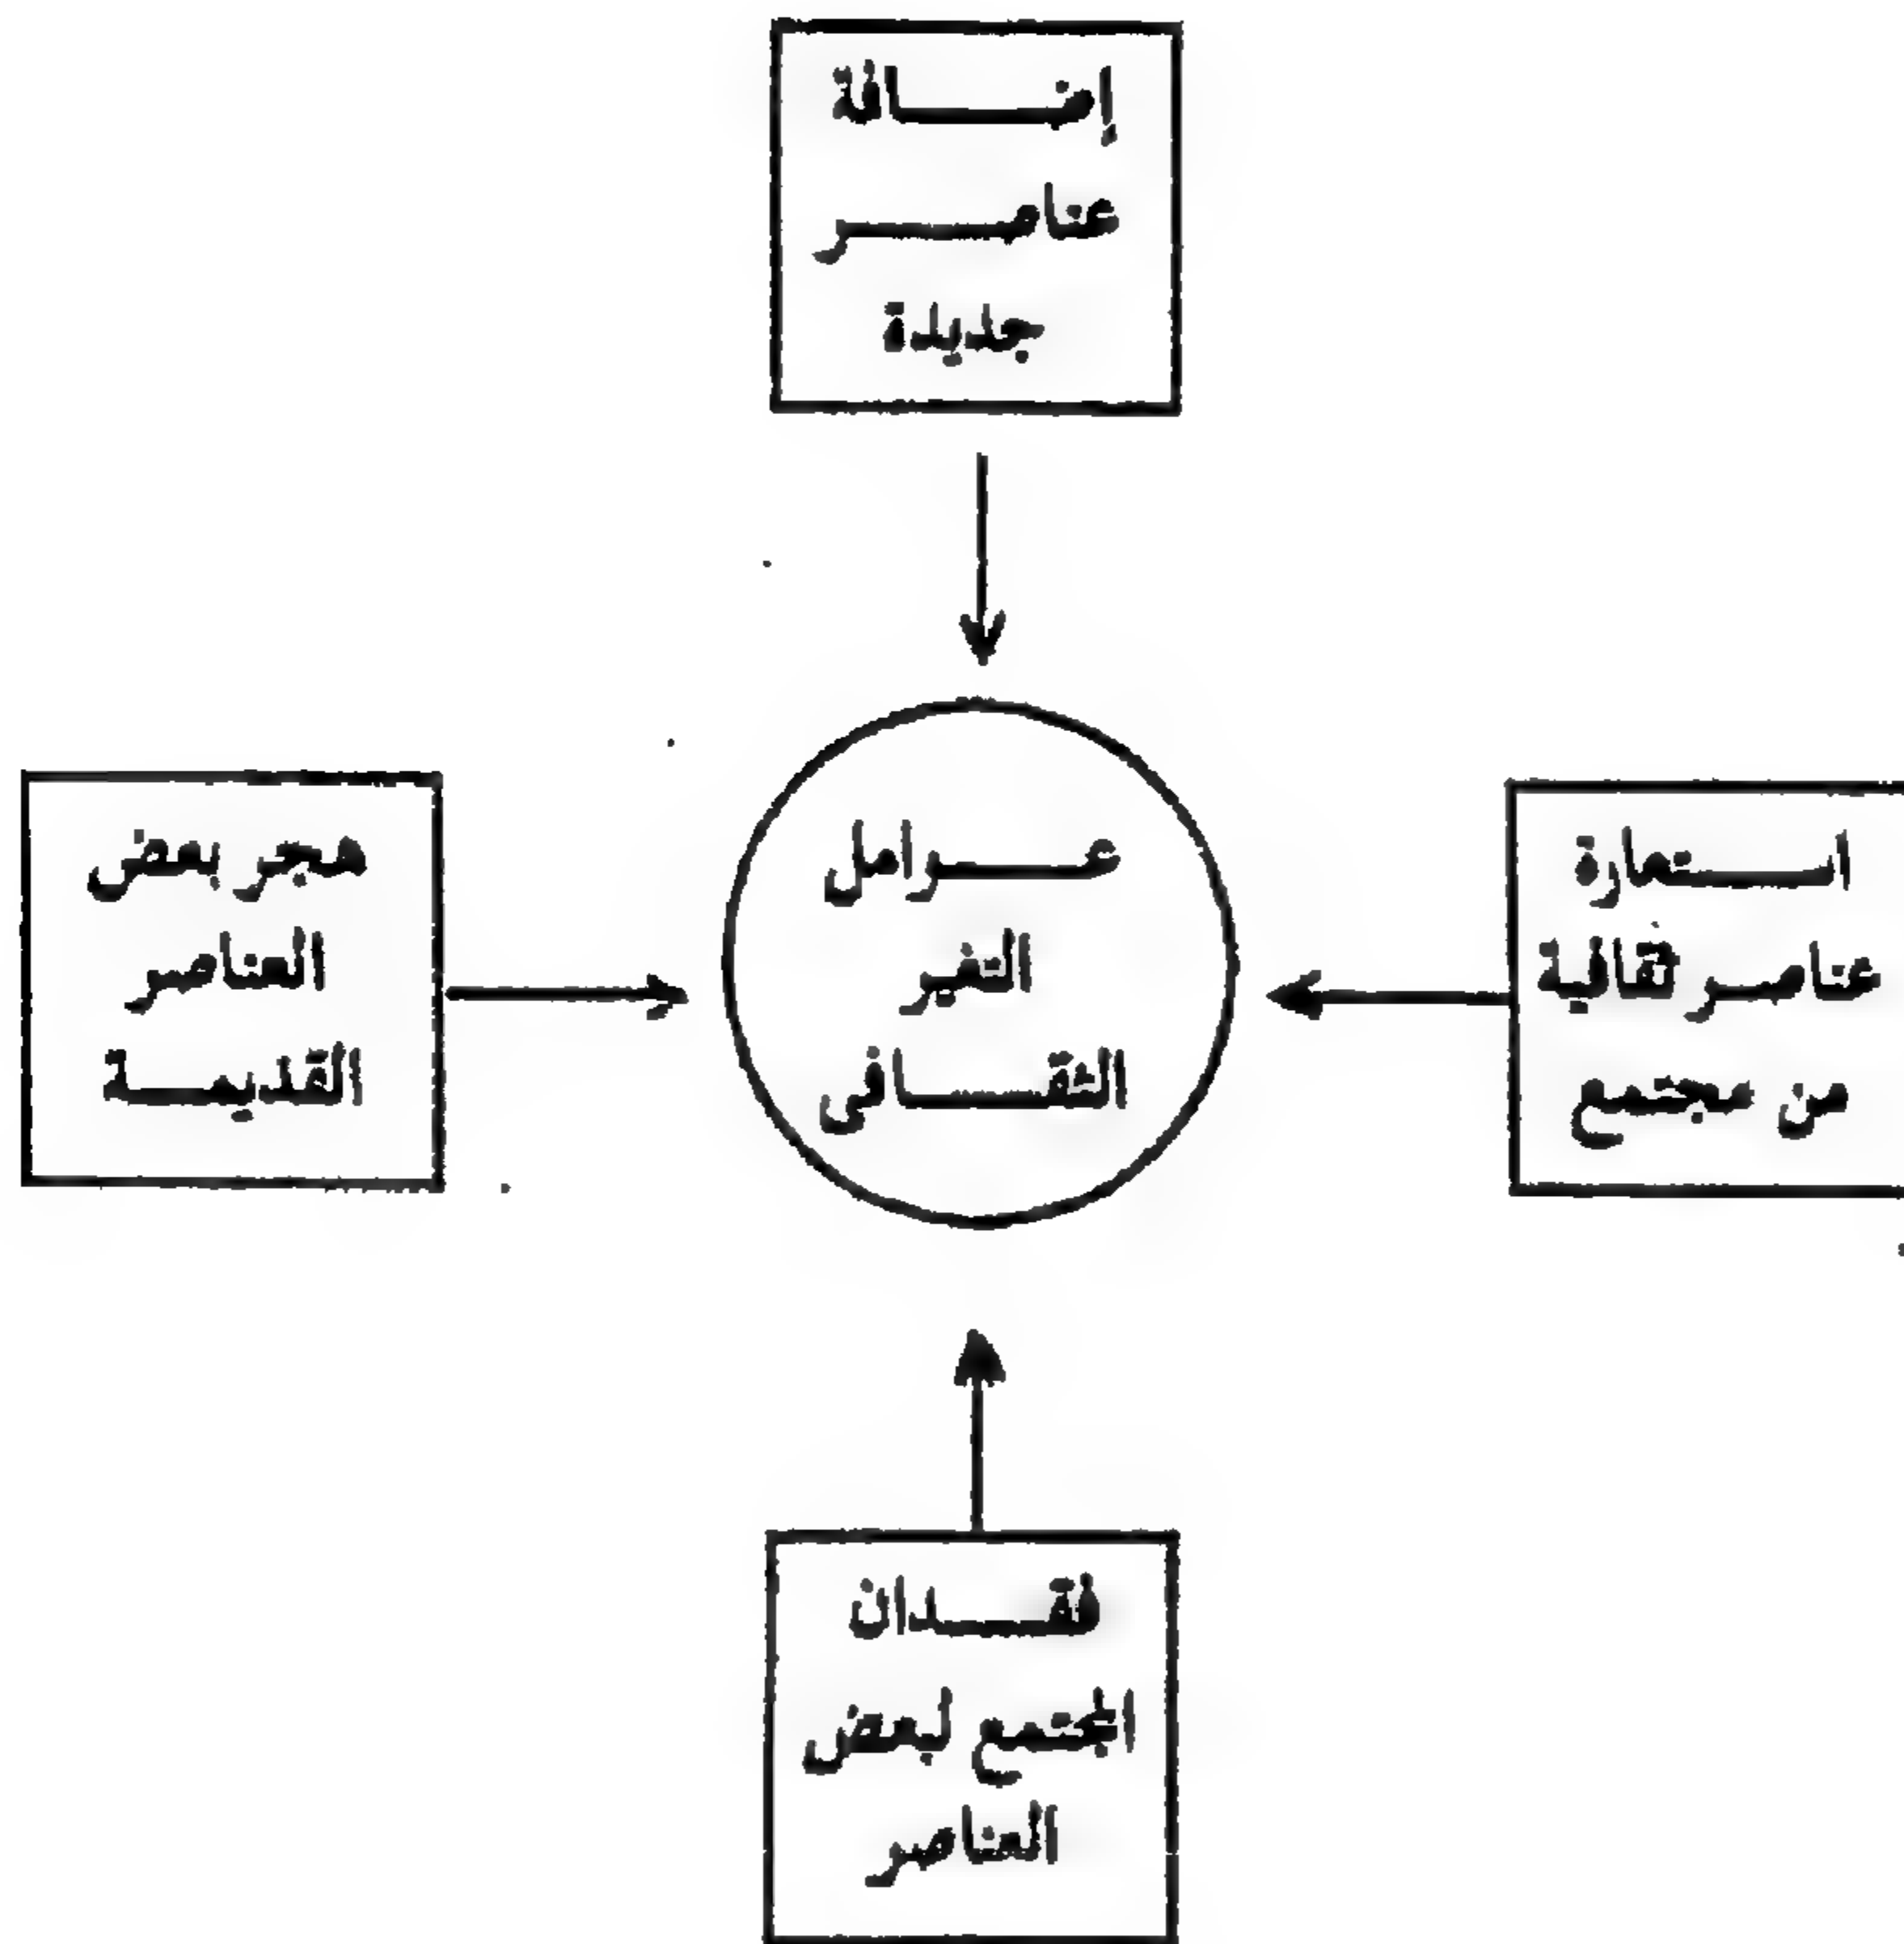 إضافة
عناصر
جديدة
استعارة
عناصر ثقافية
من مجتمع
عوامل
التغير
الثقافى
هجر بعض
العناصر
القديمة
فقدان
المجتمع لبعض
العناصر